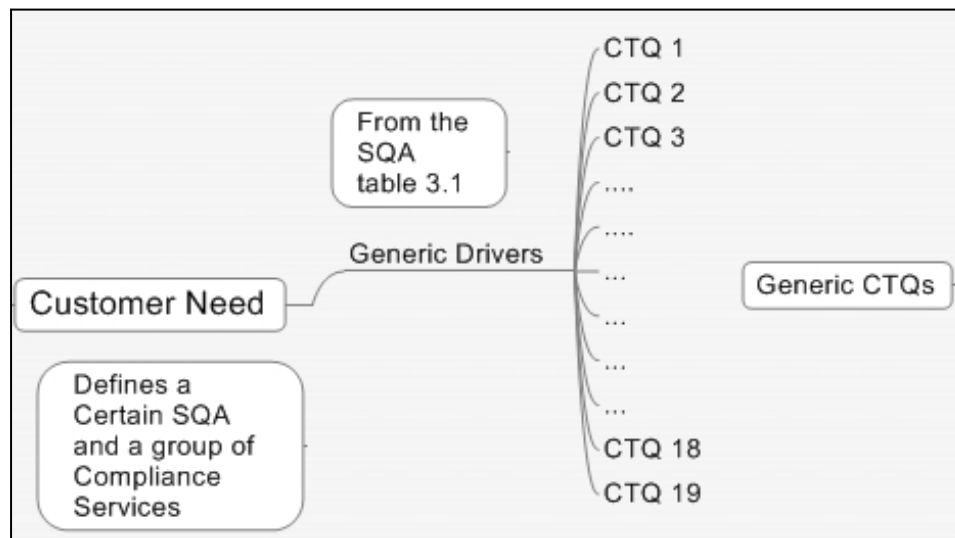 CTQ 1
CTQ 2
From the
SQA
table 3.1
CTQ 3
....
....
Generic Drivers
...
Generic CTQs
Customer Need
...
...
Defines a
Certain SQA
and a group of
Compliance
Services
...
CTQ 18
CTQ 19